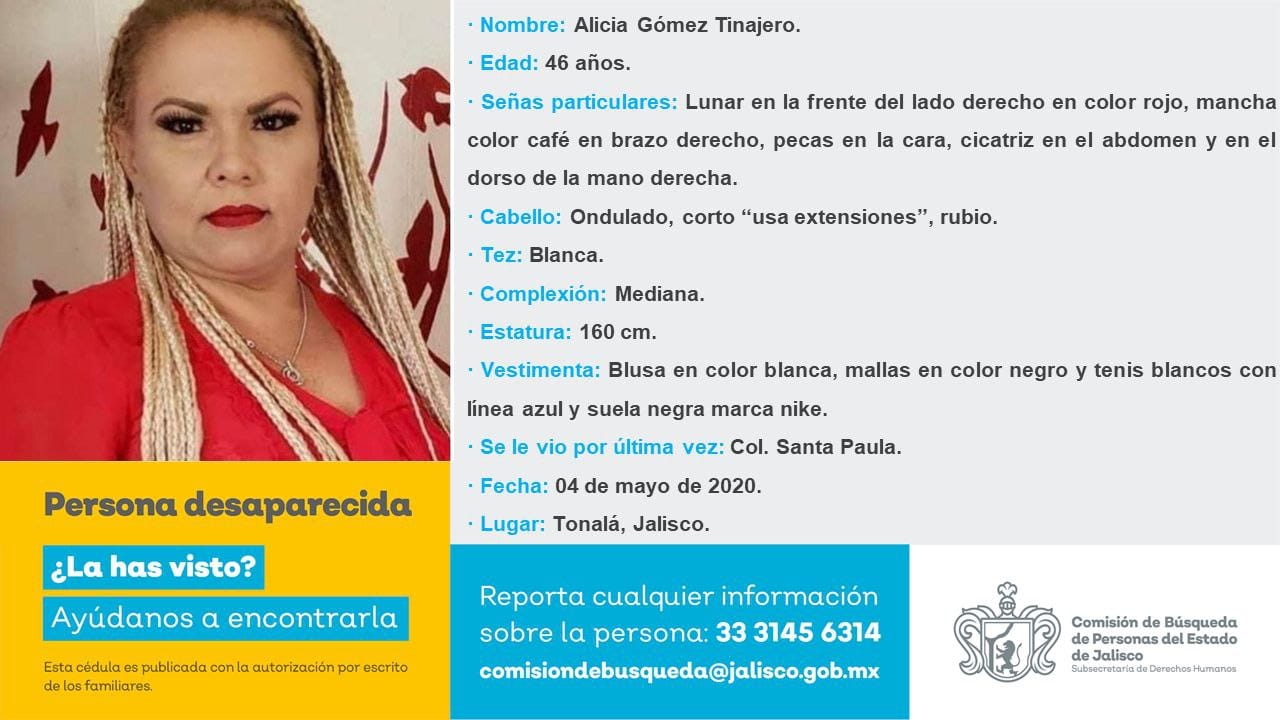 · Nombre: Alicia Gómez Tinajero.
· Edad: 46 años.
· Señas particulares: Lunar en la frente del lado derecho en color rojo, mancha
color café en brazo derecho, pecas en la cara, cicatriz en el abdomen y en el
dorso de la mano derecha.
· Cabello: Ondulado, corto “usa extensiones”, rubio.
· Tez: Blanca.
· Complexión: Mediana.
· Estatura: 160 cm.
· Vestimenta: Blusa en color blanca, mallas en color negro y tenis blancos con
línea azul y suela negra marca nike.
· Se le vio por última vez: Col. Santa Paula.
· Fecha: 04 de mayo de 2020.
· Lugar: Tonalá, Jalisco.
Persona desaparecida
¿La has visto?
Ayúdanos a encontrarla
Esta cédula es publicada con la autorización por escrito
de los familiares.
Reporta cualquier información
sobre la persona: 33 3145 6314
comisiondebusqueda@jalisco.gob.mx
Comisión de Búsqueda
de Personas del Estado
de Jalisco
Subsecretaría de Derechos Humanos